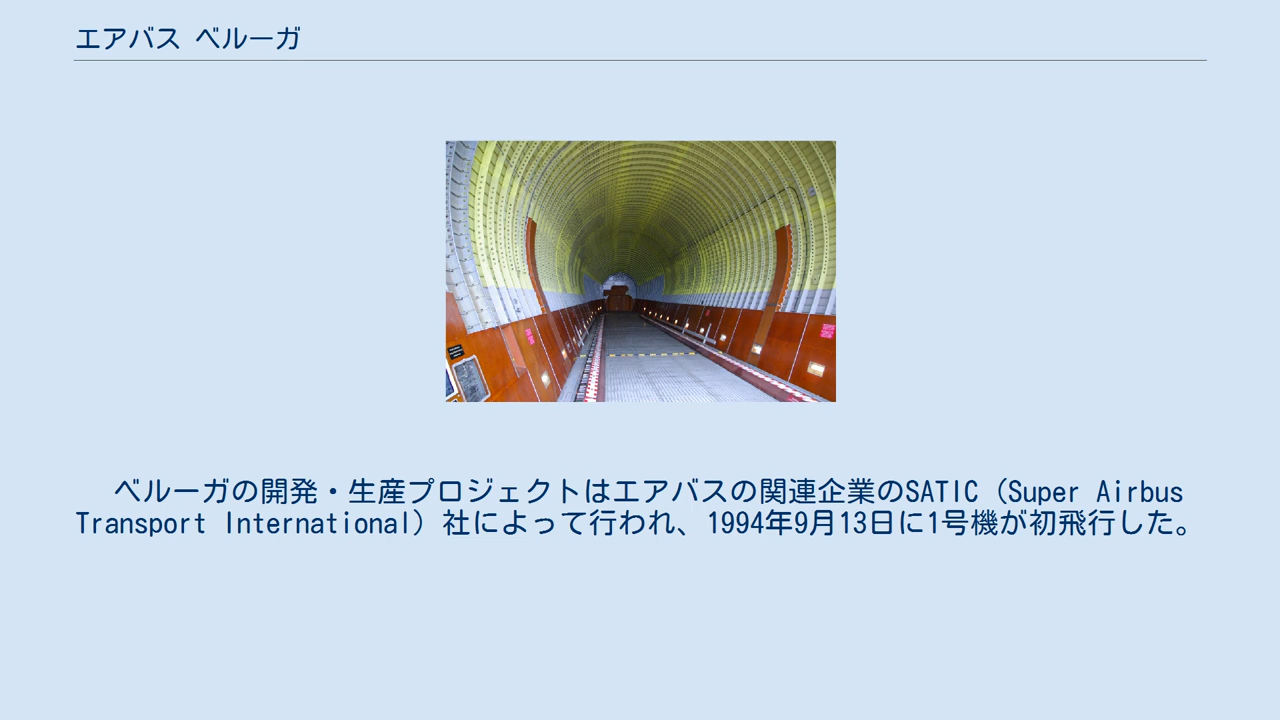 エアバス ベルーガ
ベルーガの開発・生産プロジェクトはエアバスの関連企業のSATIC（Super Airbus
Transport International）社によって行われ、1994年9月13日に1号機が初飛行した。